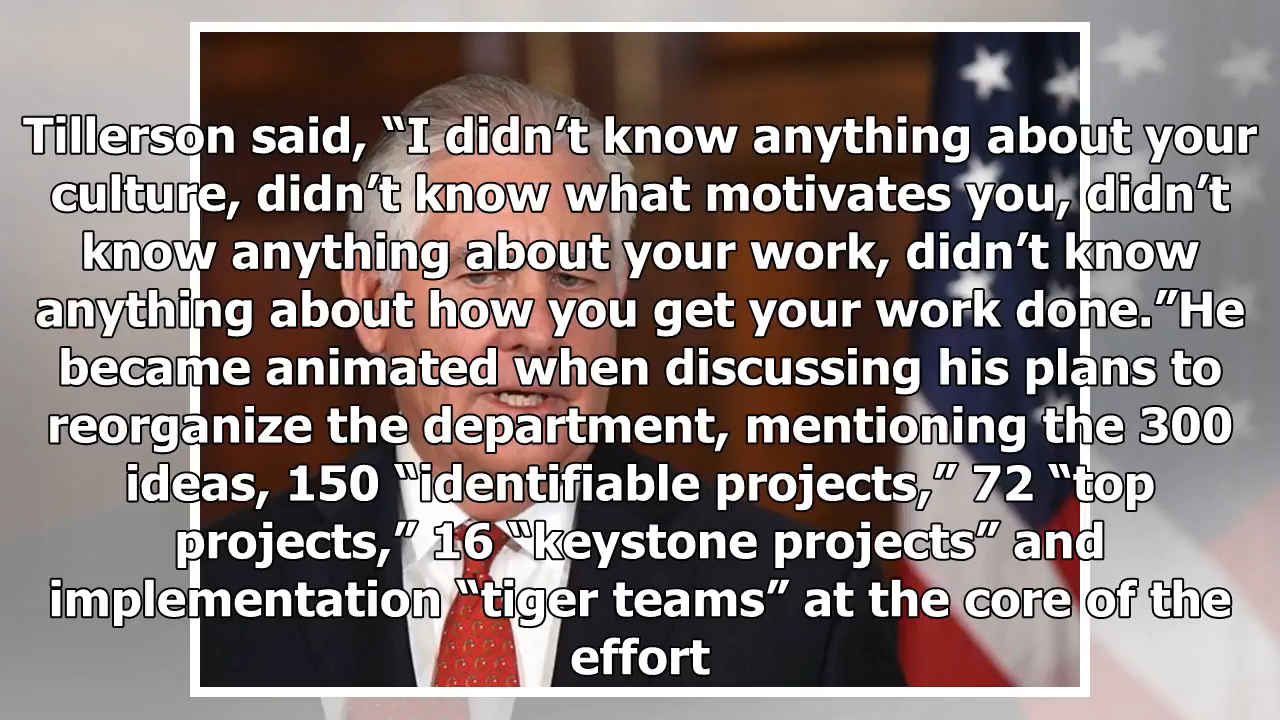 Tillerson said, “I didn’t know anything about your
culture, didn’t know what motivates you, didn’t
know anything about your work, didn’t know
anything about how you get your work done.”He
became animated when discussing his plans to
reorganize the department, mentioning the 300
ideas, 150 “identifiable projects,” 72 “top
projects,” 16 “keystone projects” and
implementation “tiger teams” at the core of the
effort